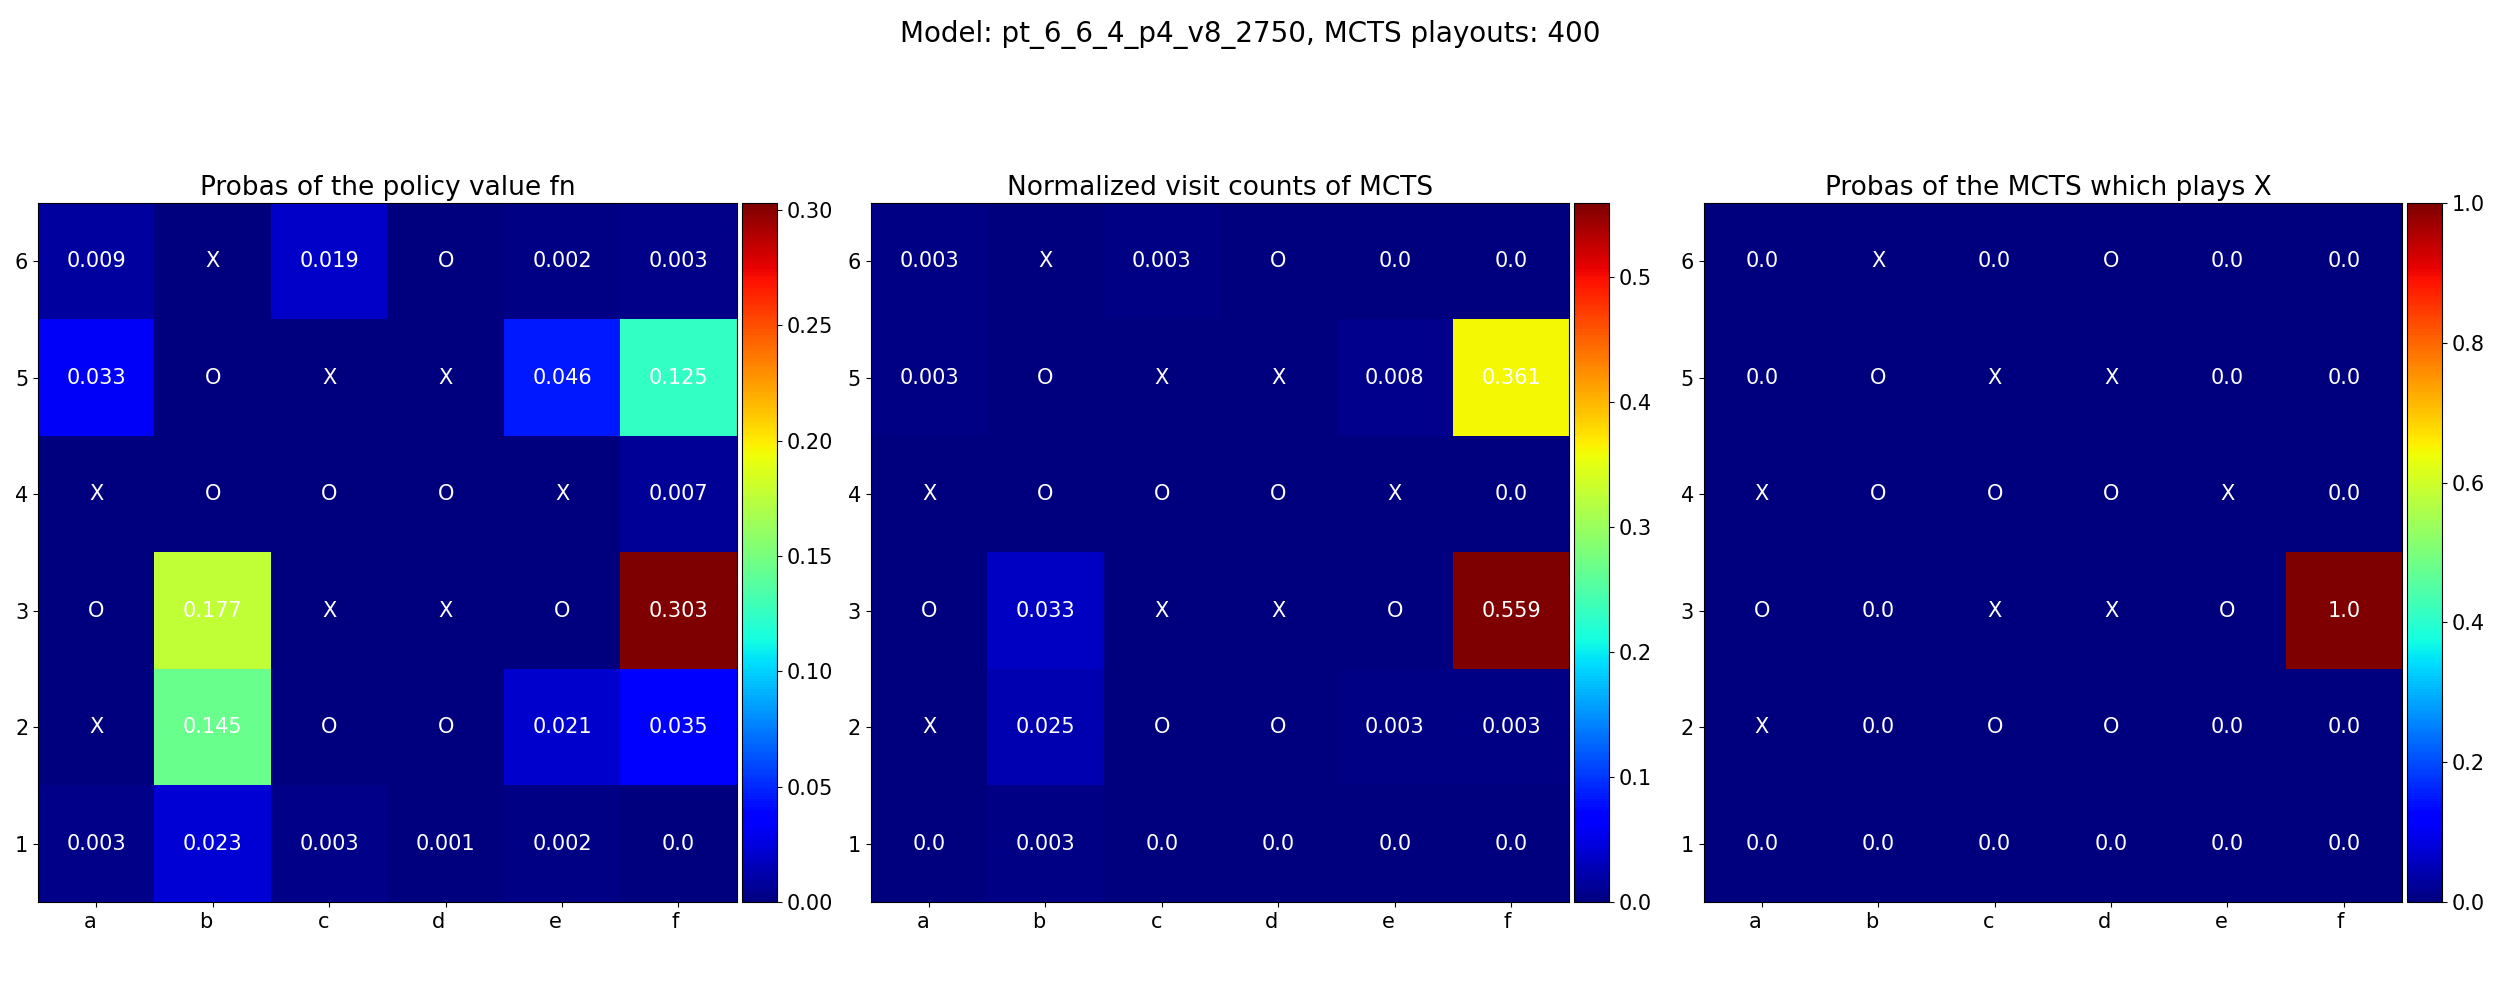 Model: pt_6_6_4_p4_v8_2750, MCTS playouts: 400
Probas of the policy value fn
6 0.009 X 0.019 O 0.002 0.003
5 0.033 O X X 0.046 0.125
4 X O O O X 0.007
3 O 0.177 X X O 0.303
2 X 0.145 O O 0.021 0.035
1 0.003 0.023 0.003 0.001 0.002 0.0
a b c d e f
0.30
0.25
0.20
0.15
0.10
0.05
0.00
Normalized visit counts of MCTS
6 0.003 X 0.003 O 0.0 0.0
5 0.003 O X X 0.008 0.361
4 X O O O X 0.0
3 O 0.033 X X O 0.559
2 X 0.025 O O 0.003 0.003
1 0.0 0.003 0.0 0.0 0.0 0.0
a b c d e f
0.5
0.4
0.3
0.2
0.1
0.0
Probas of the MCTS which plays X
6 0.0 X 0.0 O 0.0 0.0
5 0.0 O X X 0.0 0.0
4 X O O O X 0.0
3 O 0.0 X X O 1.0
2 X 0.0 O O 0.0 0.0
1 0.0 0.0 0.0 0.0 0.0 0.0
a b c d e f
1.0
0.8
0.6
0.4
0.2
0.0